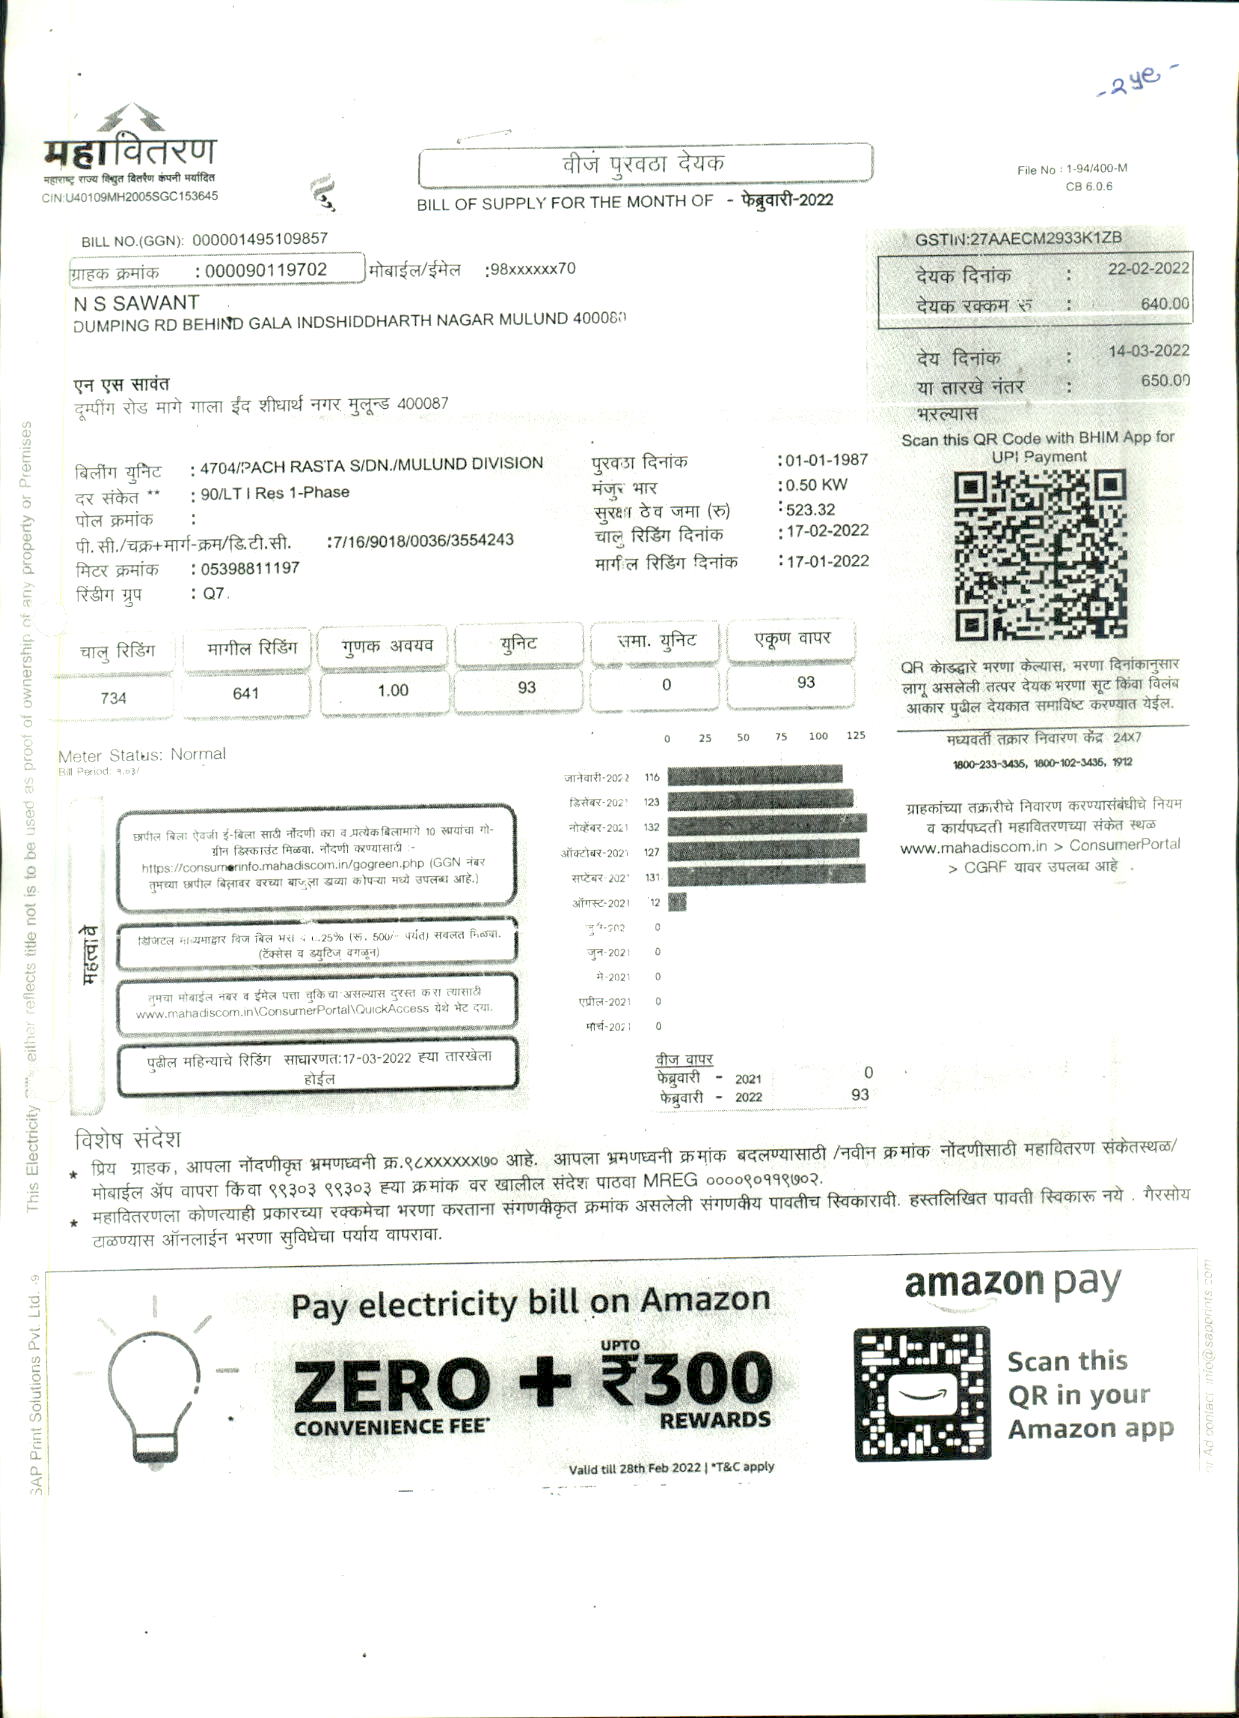 महावितरण
महाराष्ट्र राज्य विद्युत वितरण कंपनी मर्यादित
CIN:U40109MH2005SGC153645
वीज पुरवठा देयक
BILL OF SUPPLY FOR THE MONTH OF - फेब्रुवारी-2022
File No : 1-94/400-M
CB 6.0.6
BILL NO.(GGN): 000001495109857
ग्राहक क्रमांक :000090119702 मोबाईल/ईमेल :98xxxxxx70
N S SAWANT
DUMPING RD BEHIND GALA INDSHIDDHARTH NAGAR MULUND 400080
एन एस सावंत
दूम्पींग रोड मागे गाला ईंद शीधार्थ नगर मुलून्ड 400087
GSTIN:27AAECM2933K1ZB
देयक दिनांक : 22-02-2022
देयक रक्कम रु : 640.00
देय दिनांक : 14-03-2022
या तारखे नंतर : 650.00
भरल्यास
Scan this QR Code with BHIM App for
UPI Payment
बिलींग युनिट : 4704/PACH RASTA S/DN./MULUND DIVISION
दर संकेत ** : 90/LT I Res 1-Phase
पोल क्रमांक :
पी.सी./चक्र+मार्ग-क्रम/डि.टी.सी. :7/16/9018/0036/3554243
मिटर क्रमांक : 05398811197
रिडींग ग्रुप : Q7
पुरवठा दिनांक :01-01-1987
मंजुर भार :0.50 KW
सुरक्षा ठेव जमा (रु) :523.32
चालु रिडिंग दिनांक :17-02-2022
मागील रिडिंग दिनांक :17-01-2022
चालु रिडिंग मागील रिडिंग गुणक अवयव युनिट समा. युनिट एकूण वापर
734 641 1.00 93 0 93
QR कोडद्वारे भरणा केल्यास, भरणा दिनांकानुसार
लागू असलेली तत्पर देयक भरणा सूट किंवा विलंब
आकार पुढील देयकात समाविष्ट करण्यात येईल.
मध्यवर्ती तक्रार निवारण केंद्र 24X7
1800-233-3435, 1800-102-3435, 1912
ग्राहकांच्या तक्रारीचे निवारण करण्यासंबंधीचे नियम
व कार्यपध्दती महावितरणच्या संकेत स्थळ
www.mahadiscom.in > ConsumerPortal
> CGRF यावर उपलब्ध आहे .
Meter Status: Normal
Bill Period: १.०३/
महत्वाचे
छापील बिला ऐवजी ई-बिला साठी नोंदणी करा व प्रत्येक बिलामागे 10 रुपयांचा गो-
ग्रीन डिस्काउंट मिळवा. नोंदणी करण्यासाठी :-
https://consumerinfo.mahadiscom.in/gogreen.php (GGN नंबर
तुमच्या छापील बिलावर वरच्या बाजुला डाव्या कोपऱ्या मध्ये उपलब्ध आहे.)
डिजिटल माध्यमाद्वारे विज बिल भरा व 0.25% (रू. 500/- पर्यंत) सवलत मिळवा.
(टॅक्सेस व ड्युटिज वगळून)
तुमचा मोबाईल नंबर व ईमेल पत्ता चुकिचा असल्यास दुरस्त करा त्यासाठी
www.mahadiscom.in\ConsumerPortal\QuickAccess येथे भेट द्या.
पुढील महिन्याचे रिडिंग साधारणत:17-03-2022 ह्या तारखेला
होईल
0 25 50 75 100 125
जानेवारी-2022 116
डिसेंबर-2021 123
नोव्हेंबर-2021 132
ऑक्टोबर-2021 127
सप्टेंबर-2021 131
ऑगस्ट-2021 12
0
जून-2021 0
मे-2021 0
एप्रील-2021 0
मार्च-2021 0
वीज वापर
फेब्रुवारी - 2021 0
फेब्रुवारी - 2022 93
विशेष संदेश
* प्रिय ग्राहक, आपला नोंदणीकृत भ्रमणध्वनी क्र.९८XXXXXX७० आहे. आपला भ्रमणध्वनी क्रमांक बदलण्यासाठी /नवीन क्रमांक नोंदणीसाठी महावितरण संकेतस्थळ/
मोबाईल ॲप वापरा किंवा ९९३०३ ९९३०३ ह्या क्रमांक वर खालील संदेश पाठवा MREG ००००९०११९७०२.
* महावितरणला कोणत्याही प्रकारच्या रक्कमेचा भरणा करताना संगणकीकृत क्रमांक असलेली संगणकीय पावतीच स्विकारावी. हस्तलिखित पावती स्विकारू नये . गैरसोय
टाळण्यास ऑनलाईन भरणा सुविधेचा पर्याय वापरावा.
Pay electricity bill on Amazon
ZERO + UPTO ₹300
CONVENIENCE FEE* REWARDS
Valid till 28th Feb 2022 | *T&C apply
amazon pay
Scan this
QR in your
Amazon app
This Electricity either reflects title not is to be used as proof of ownership of any property or Premises
SAP Print Solutions Pvt. Ltd.
Ad contact info@sapprints.com